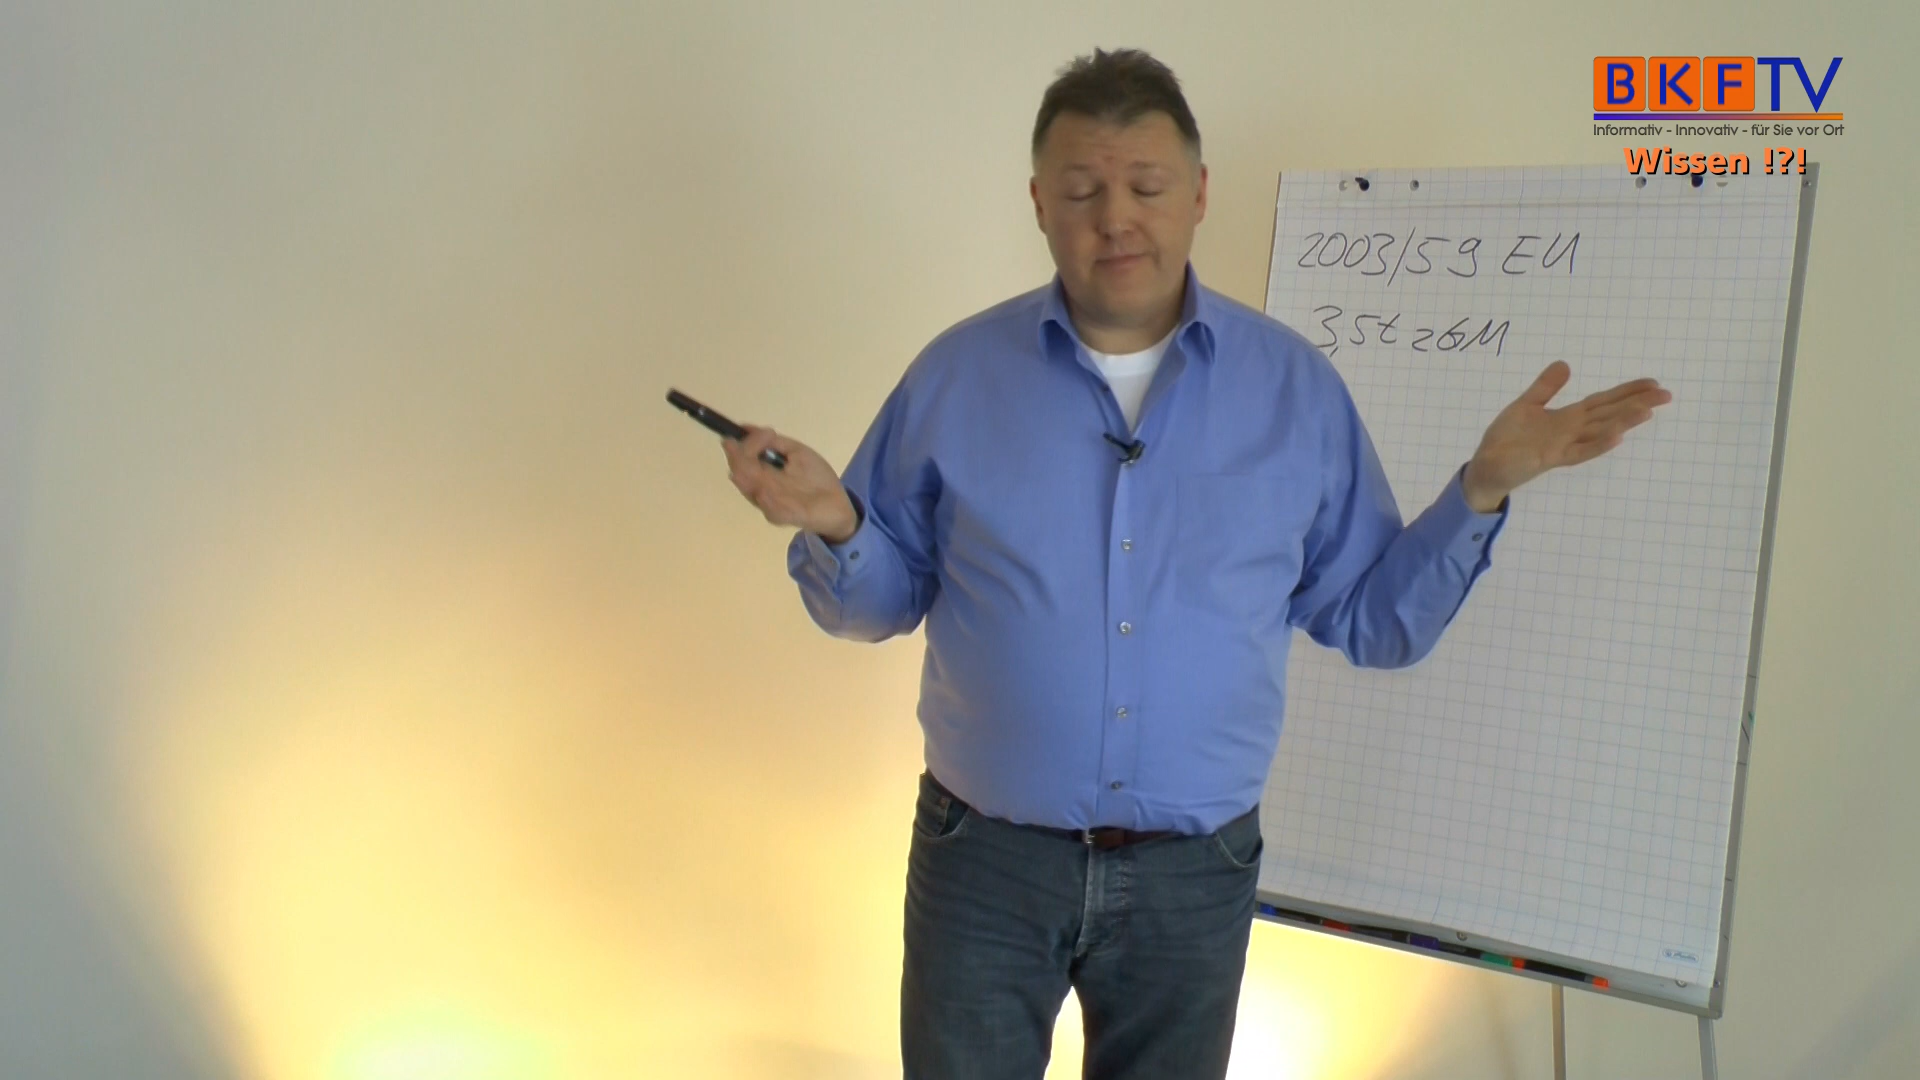 BKFTV
Informativ - Innovativ - für Sie vor Ort
Wissen !?!
2003/59 EU
3,5t zGM